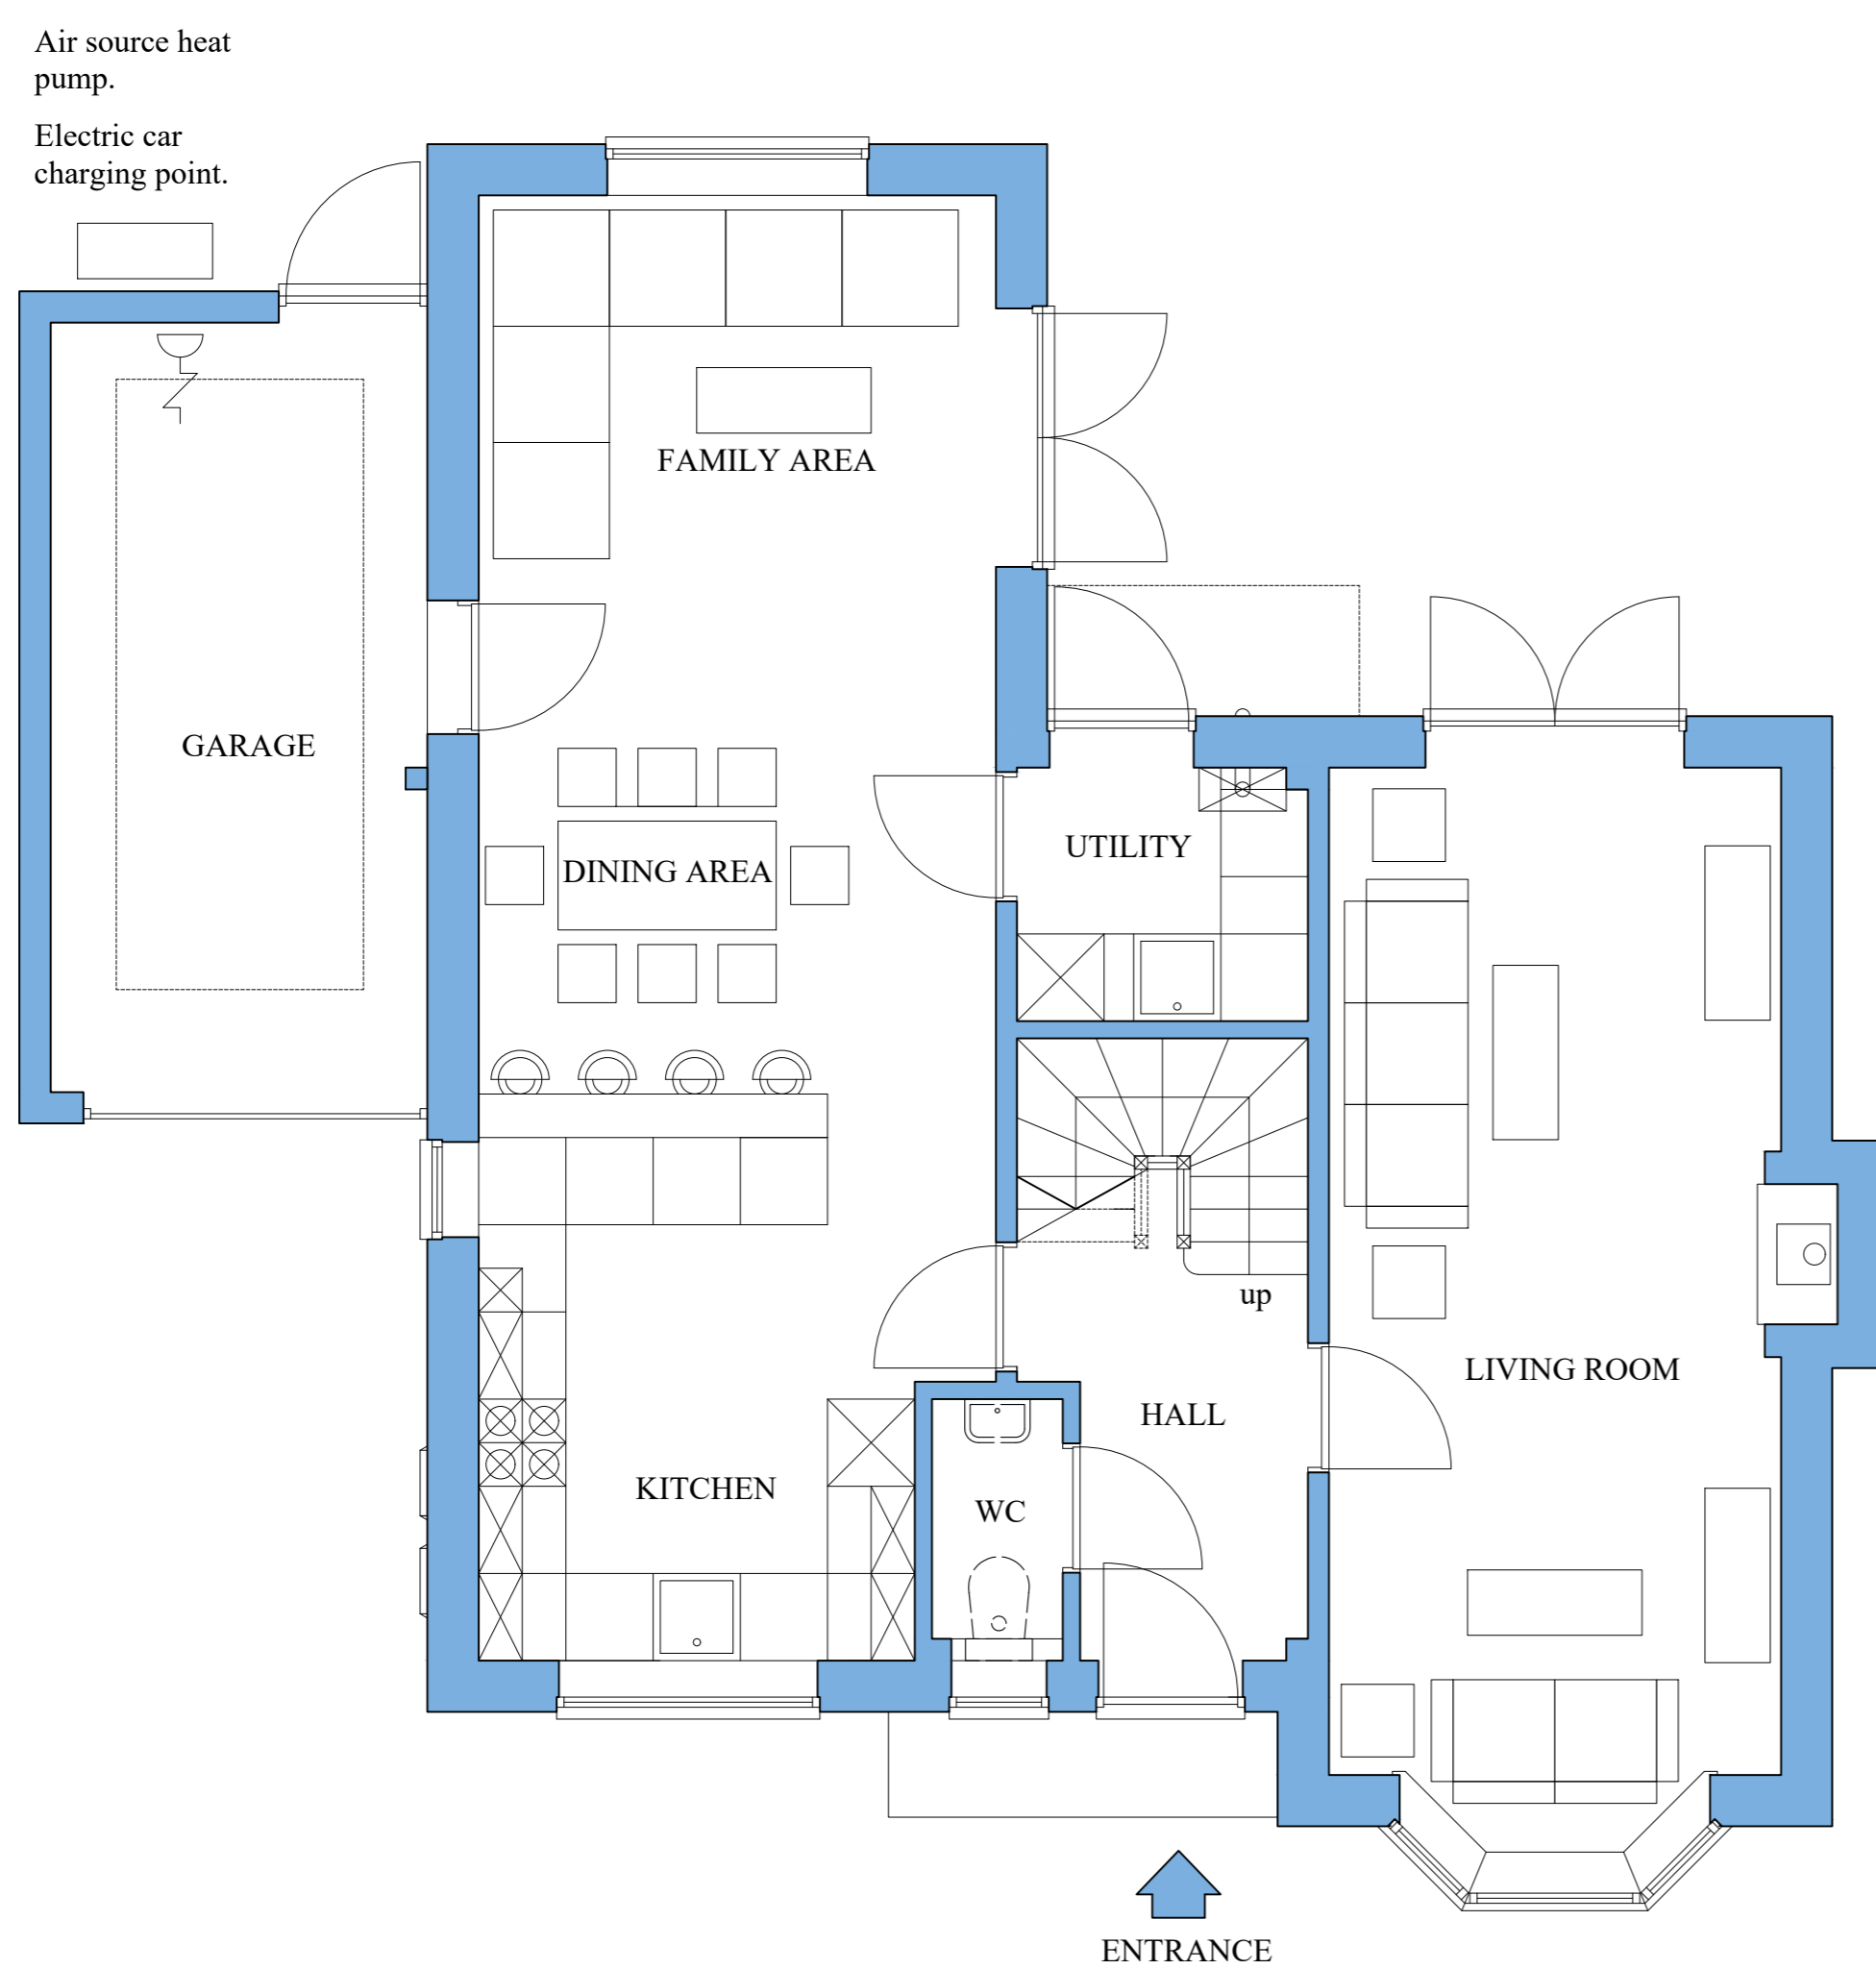 Air source heat
pump.
Electric car
charging point.
FAMILY AREA
GARAGE
UTILITY
DINING AREA
up
LIVING ROOM
HALL
KITCHEN
WC
ENTRANCE